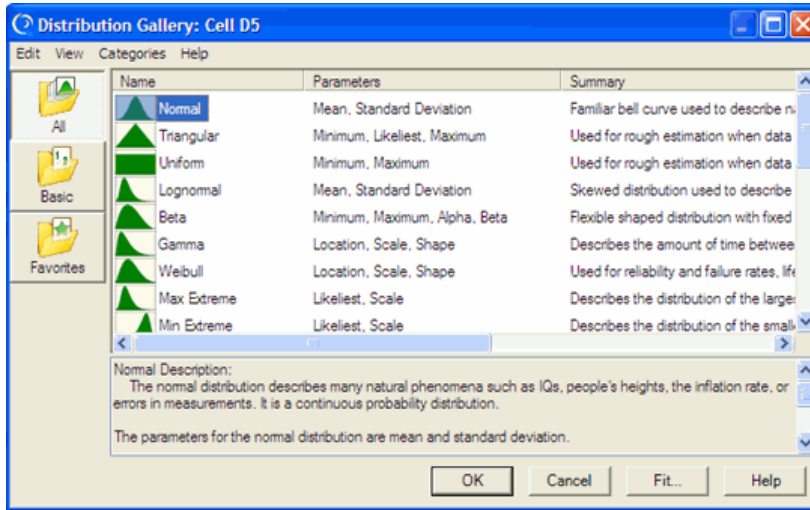 Distribution Gallery: Cell D5
Edit View Categories Help
All
Basic
Favorites
Name Parameters Summary
Normal Mean, Standard Deviation Familiar bell curve used to describe
Triangular Minimum, Likeliest, Maximum Used for rough estimation when data
Uniform Minimum, Maximum Used for rough estimation when data
Lognormal Mean, Standard Deviation Skewed distribution used to describe
Beta Minimum, Maximum, Alpha, Beta Flexible shaped distribution with fixed
Gamma Location, Scale, Shape Describes the amount of time
Weibull Location, Scale, Shape Used for reliability and failure rates,
Max Extreme Likeliest, Scale Describes the distribution of the
Min Extreme Likeliest, Scale Describes the distribution of the
Normal Description:
The normal distribution describes many natural phenomena such as IQs, people's heights, the inflation rate, or
errors in measurements. It is a continuous probability distribution.
The parameters for the normal distribution are mean and standard deviation.
OK Cancel Fit... Help